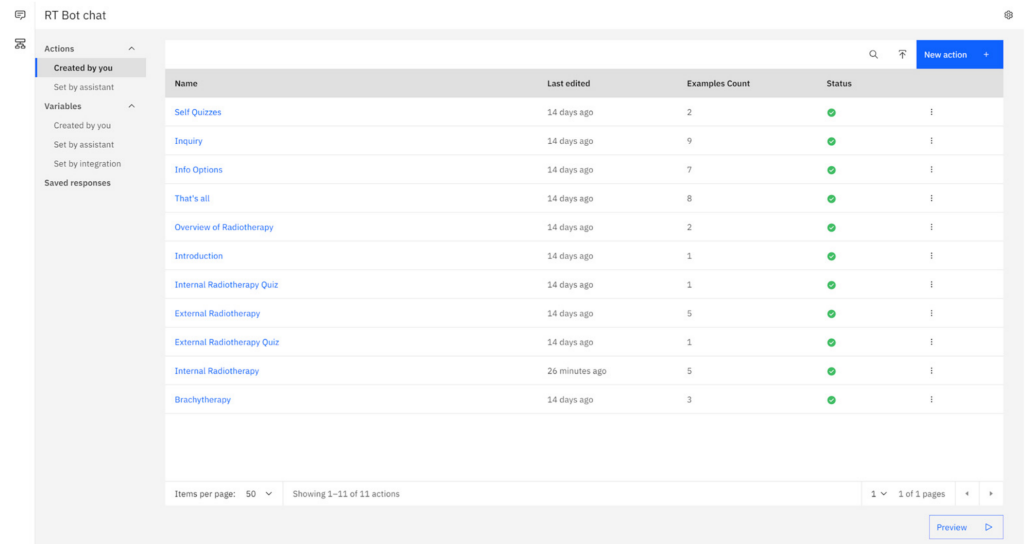 RT Bot chat
Actions
Created by you
Set by assistant
Variables
Created by you
Set by assistant
Set by integration
Saved responses
New action +
Name Last edited Examples Count Status
Self Quizzes 14 days ago 2
Inquiry 14 days ago 9
Info Options 14 days ago 7
That's all 14 days ago 8
Overview of Radiotherapy 14 days ago 2
Introduction 14 days ago 1
Internal Radiotherapy Quiz 14 days ago 1
External Radiotherapy 14 days ago 5
External Radiotherapy Quiz 14 days ago 1
Internal Radiotherapy 26 minutes ago 5
Brachytherapy 14 days ago 3
Items per page: 50 Showing 1–11 of 11 actions 1 1 of 1 pages
Preview